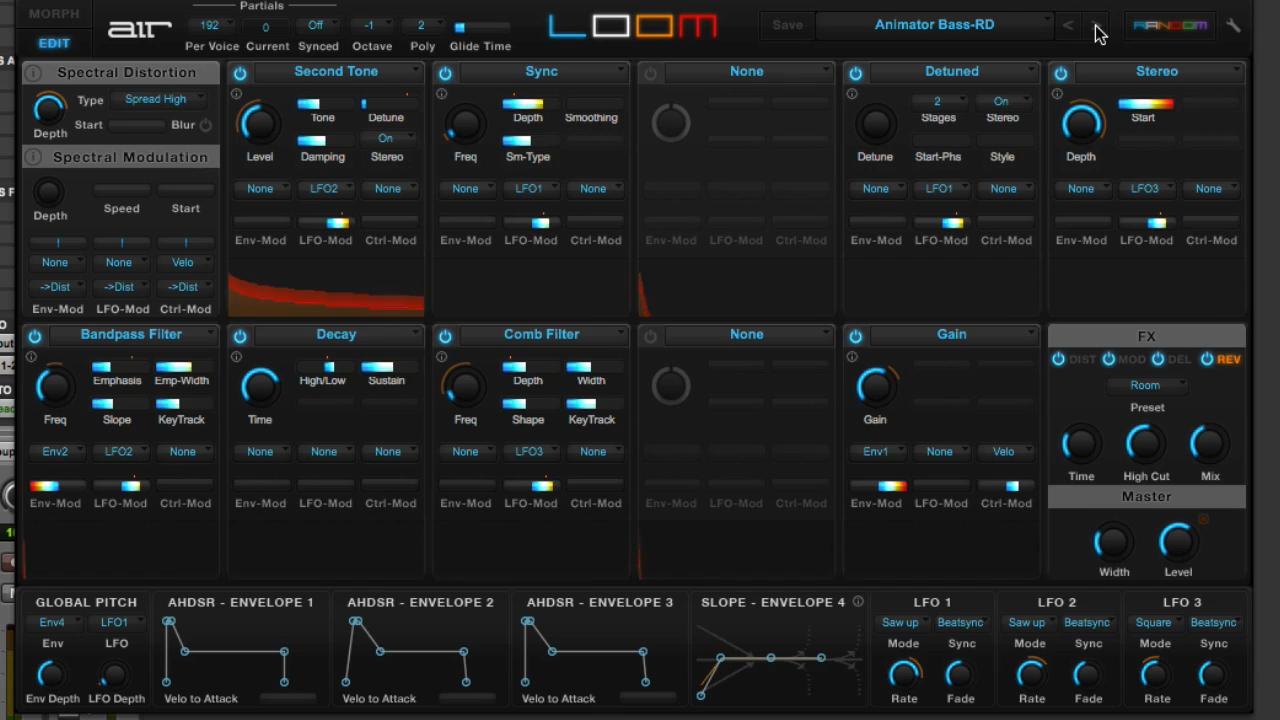 MORPH
EDIT
air
Partials
192 0 Off -1 2
Per Voice Current Synced Octave Poly Glide Time
LOOM
Save Animator Bass-RD < >
RANDOM
Spectral Distortion
Type Spread High
Depth Start Blur
Spectral Modulation
Depth Speed Start
None None Velo
->Dist ->Dist ->Dist
Env-Mod LFO-Mod Ctrl-Mod
Second Tone
Tone Detune
On
Level Damping Stereo
None LFO2 None
Env-Mod LFO-Mod Ctrl-Mod
Sync
Depth Smoothing
Freq Sm-Type
None LFO1 None
Env-Mod LFO-Mod Ctrl-Mod
None
Env-Mod LFO-Mod Ctrl-Mod
Detuned
2 On
Stages Stereo
Detune Start-Phs Style
None LFO1 None
Env-Mod LFO-Mod Ctrl-Mod
Stereo
Start
Depth
None LFO3 None
Env-Mod LFO-Mod Ctrl-Mod
Bandpass Filter
Emphasis Emp-Width
Freq Slope KeyTrack
Env2 LFO2 None
Env-Mod LFO-Mod Ctrl-Mod
Decay
High/Low Sustain
Time
None None None
Env-Mod LFO-Mod Ctrl-Mod
Comb Filter
Depth Width
Freq Shape KeyTrack
None LFO3 None
Env-Mod LFO-Mod Ctrl-Mod
None
Env-Mod LFO-Mod Ctrl-Mod
Gain
Gain
Env1 None Velo
Env-Mod LFO-Mod Ctrl-Mod
FX
DIST MOD DEL REV
Room
Preset
Time High Cut Mix
Master
Width Level
GLOBAL PITCH
Env4 LFO1
Env LFO
Env Depth LFO Depth
AHDSR - ENVELOPE 1
Velo to Attack
AHDSR - ENVELOPE 2
Velo to Attack
AHDSR - ENVELOPE 3
Velo to Attack
SLOPE - ENVELOPE 4
LFO 1
Saw up Beatsync
Mode Sync
Rate Fade
LFO 2
Saw up Beatsync
Mode Sync
Rate Fade
LFO 3
Square Beatsync
Mode Sync
Rate Fade